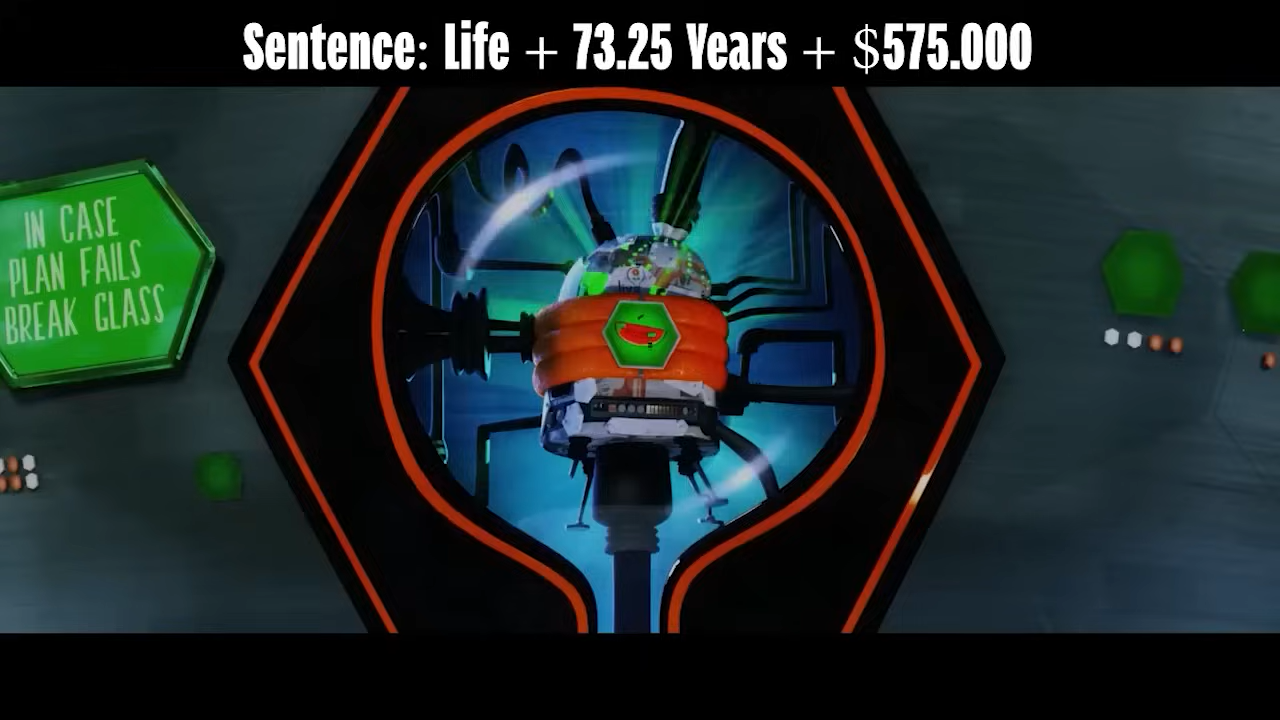 Sentence: Life + 73.25 Years + $575.000
IN CASE
PLAN FAILS
BREAK GLASS